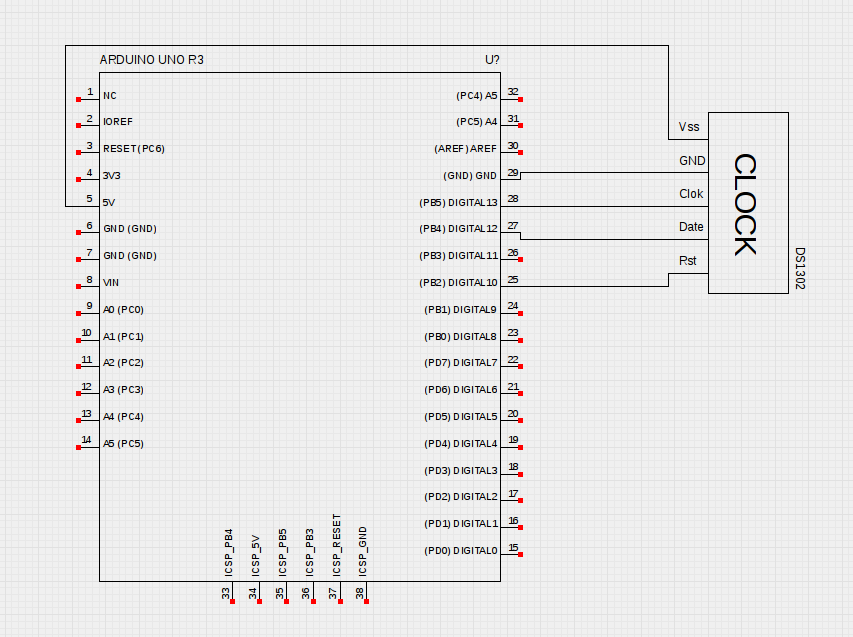 ARDUINO UNO R3 U?
1 NC
2 IOREF
3 RESET(PC6)
4 3V3
5 5V
6 GND (GND)
7 GND (GND)
8 VIN
9 A0 (PC0)
10 A1 (PC1)
11 A2 (PC2)
12 A3 (PC3)
13 A4 (PC4)
14 A5 (PC5)
(PC4) A5 32
(PC5) A4 31
(AREF) AREF 30
(GND) GND 29
(PB5) DIGITAL13 28
(PB4) DIGITAL12 27
(PB3) DIGITAL11 26
(PB2) DIGITAL10 25
(PB1) DIGITAL9 24
(PB0) DIGITAL8 23
(PD7) DIGITAL7 22
(PD6) DIGITAL6 21
(PD5) DIGITAL5 20
(PD4) DIGITAL4 19
(PD3) DIGITAL3 18
(PD2) DIGITAL2 17
(PD1) DIGITAL1 16
(PD0) DIGITAL0 15
33 ICSP_PB4
34 ICSP_5V
35 ICSP_PB5
36 ICSP_PB3
37 ICSP_RESET
38 ICSP_GND
Vss
GND
Clok
Date
Rst
CLOCK
DS1302